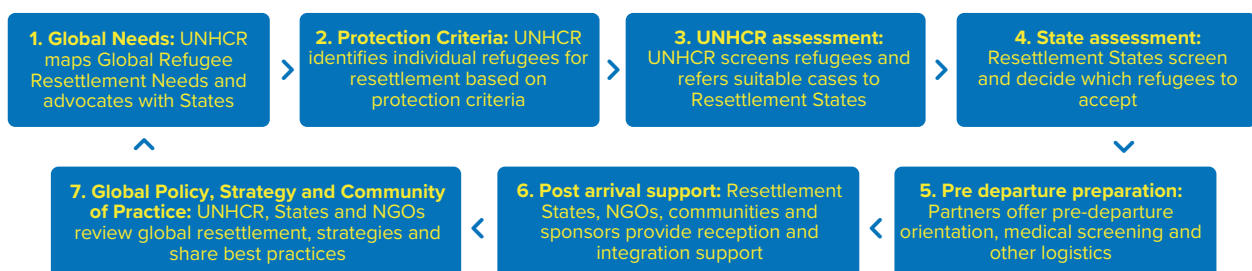 1. Global Needs: UNHCR
maps Global Refugee
Resettlement Needs and
advocates with States
2. Protection Criteria: UNHCR
identifies individual refugees for
resettlement based on
protection criteria
3. UNHCR assessment:
UNHCR screens refugees and
refers suitable cases to
Resettlement States
4. State assessment:
Resettlement States screen
and decide which refugees to
accept
5. Pre departure preparation:
Partners offer pre-departure
orientation, medical screening and
other logistics
6. Post arrival support: Resettlement
States, NGOs, communities and
sponsors provide reception and
integration support
7. Global Policy, Strategy and Community
of Practice: UNHCR, States and NGOs
review global resettlement, strategies and
share best practices